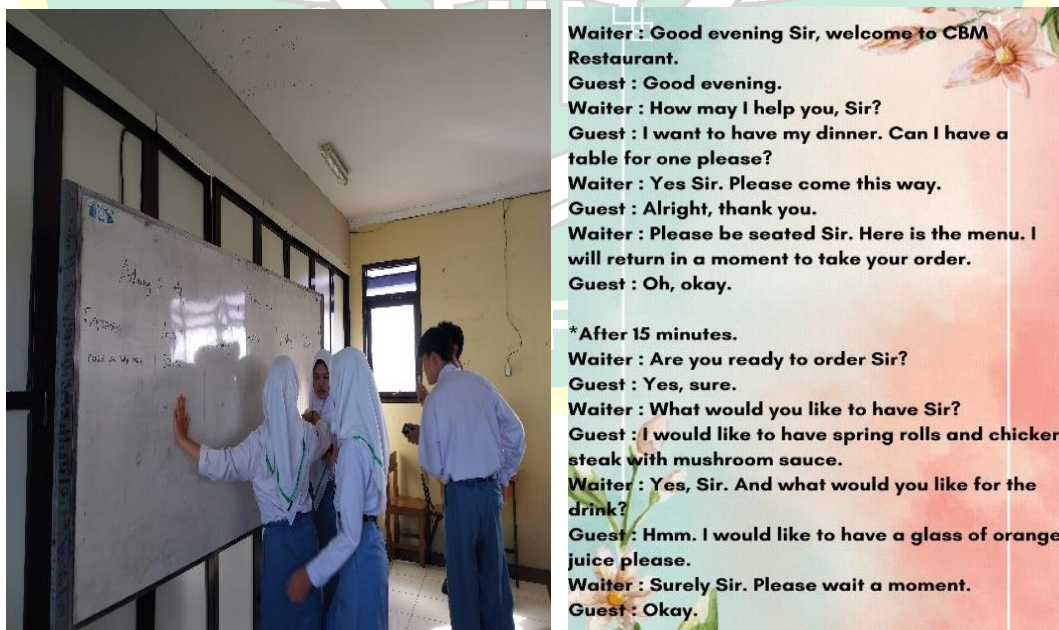 Waiter : Good evening Sir, welcome to CBM
Restaurant.
Guest : Good evening.
Waiter : How may I help you, Sir?
Guest : I want to have my dinner. Can I have a
table for one please?
Waiter : Yes Sir. Please come this way.
Guest : Alright, thank you.
Waiter : Please be seated Sir. Here is the menu. I
will return in a moment to take your order.
Guest : Oh, okay.
*After 15 minutes.
Waiter : Are you ready to order Sir?
Guest : Yes, sure.
Waiter : What would you like to have Sir?
Guest : I would like to have spring rolls and chicken
steak with mushroom sauce.
Waiter : Yes, Sir. And what would you like for the
drink?
Guest : Hmm. I would like to have a glass of orange
juice please.
Waiter : Surely Sir. Please wait a moment.
Guest : Okay.